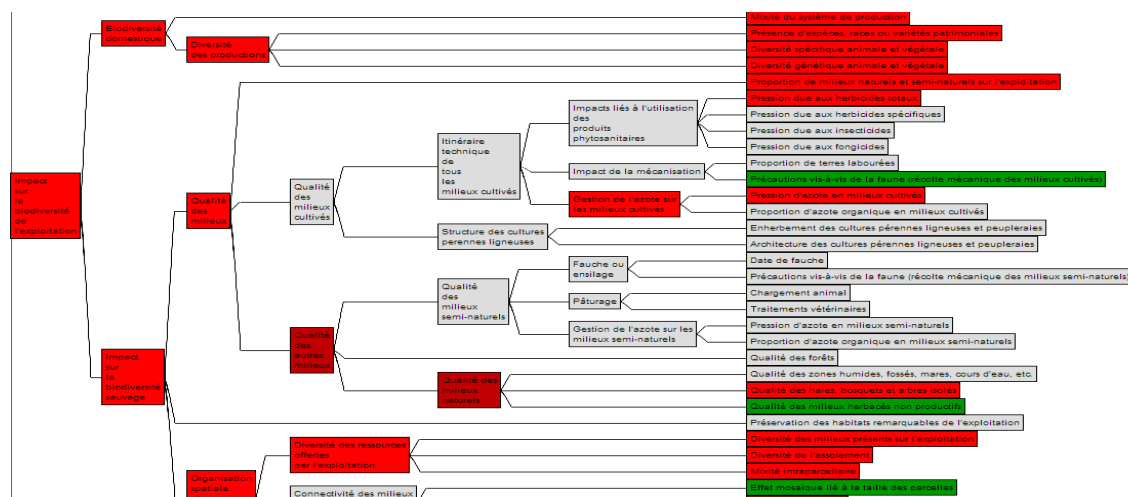 Impact
sur
la
biodiversité
de
l'exploitation
Biodiversité
domestique
Diversité
des productions
Mixité du système de production
Présence d'espèces, races ou variétés patrimoniales
Diversité spécifique animale et végétale
Diversité génétique animale et végétale
Impact
sur
la
biodiversité
sauvage
Qualité
des
milieux
Proportion de milieux naturels et semi-naturels sur l'exploitation
Qualité
des
milieux
cultivés
Itinéraire
technique
de
tous
les
milieux cultivés
Impacts liés à l'utilisation
des
produits
phytosanitaires
Pression due aux herbicides totaux
Pression due aux herbicides spécifiques
Pression due aux insecticides
Pression due aux fongicides
Impact de la mécanisation
Proportion de terres labourées
Précautions vis-à-vis de la faune (récolte mécanique des milieux cultivés)
Gestion de l'azote sur
les milieux cultivés
Pression d'azote en milieux cultivés
Proportion d'azote organique en milieux cultivés
Structure des cultures
perennes ligneuses
Enherbement des cultures pérennes ligneuses et peupleraies
Architecture des cultures pérennes ligneuses et peupleraies
Qualité
des
autres
milieux
Qualité
des
milieux
semi-naturels
Fauche ou
ensilage
Date de fauche
Précautions vis-à-vis de la faune (récolte mécanique des milieux semi-naturels)
Pâturage
Chargement animal
Traitements vétérinaires
Gestion de l'azote sur les
milieux semi-naturels
Pression d'azote en milieux semi-naturels
Proportion d'azote organique en milieux semi-naturels
Qualité des forêts
Qualité des
milieux
naturels
Qualité des zones humides, fossés, mares, cours d'eau, etc.
Qualité des haies, bosquets et arbres isolés
Qualité des milieux herbacés non productifs
Préservation des habitats remarquables de l'exploitation
Organisation
spatiale
Diversité des ressources
offertes
par l'exploitation
Diversité des milieux présents sur l'exploitation
Diversité de l'assolement
Mixité intraparcellaire
Connectivité des milieux
Effet mosaïque lié à la taille des parcelles